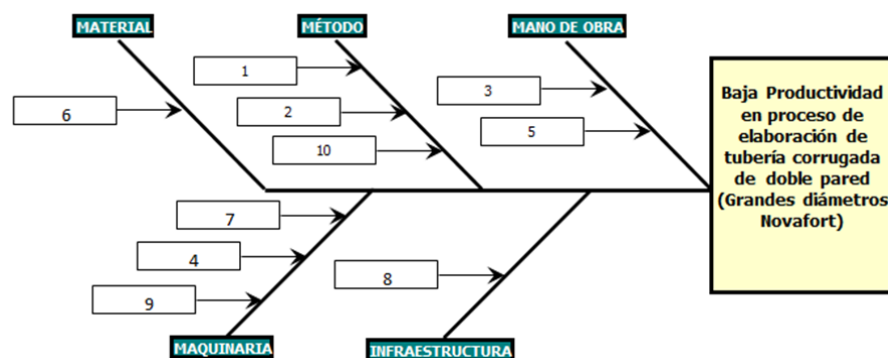 MATERIAL
MÉTODO
MANO DE OBRA
1
2
10
3
5
6
7
4
9
8
MAQUINARIA
INFRAESTRUCTURA
Baja Productividad
en proceso de
elaboración de
tubería corrugada
de doble pared
(Grandes diámetros
Novafort)